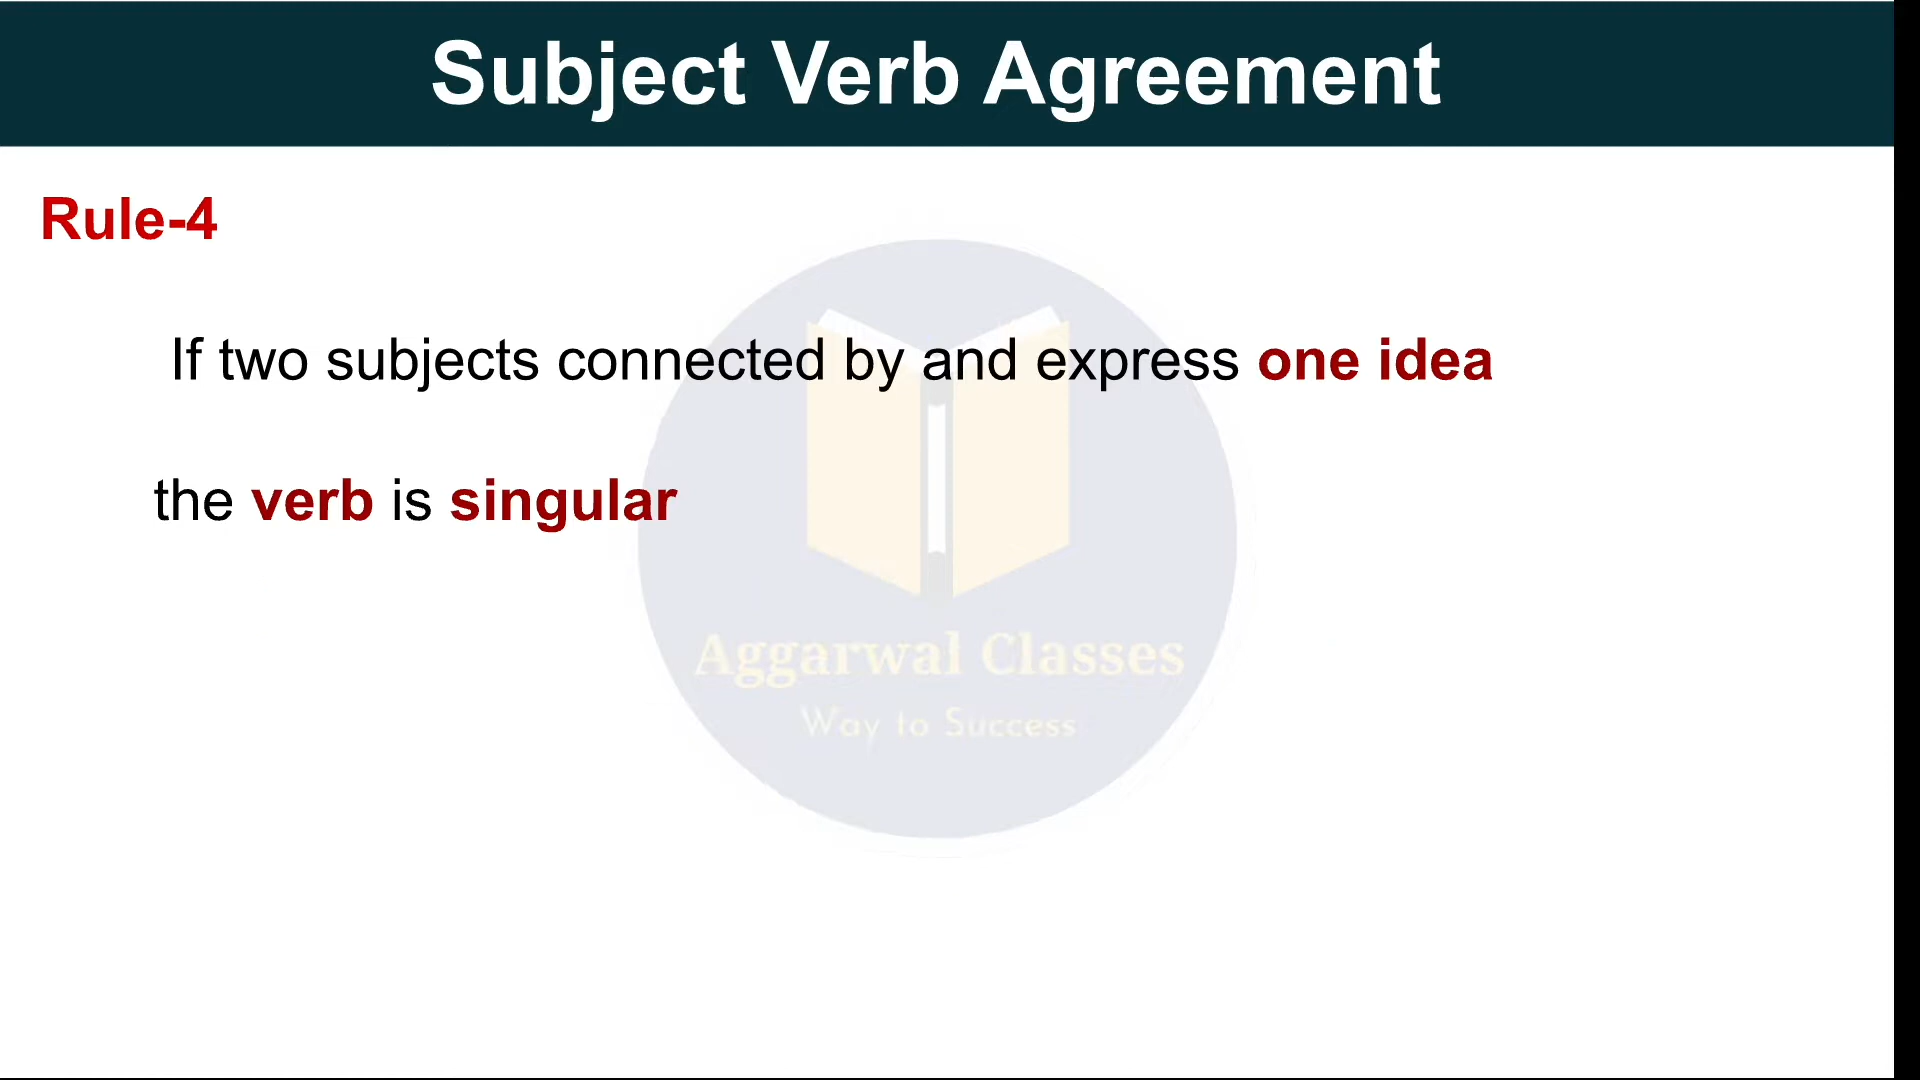 Subject Verb Agreement
Rule-4
If two subjects connected by and express one idea
the verb is singular
Aggarwal Classes
Way to Success